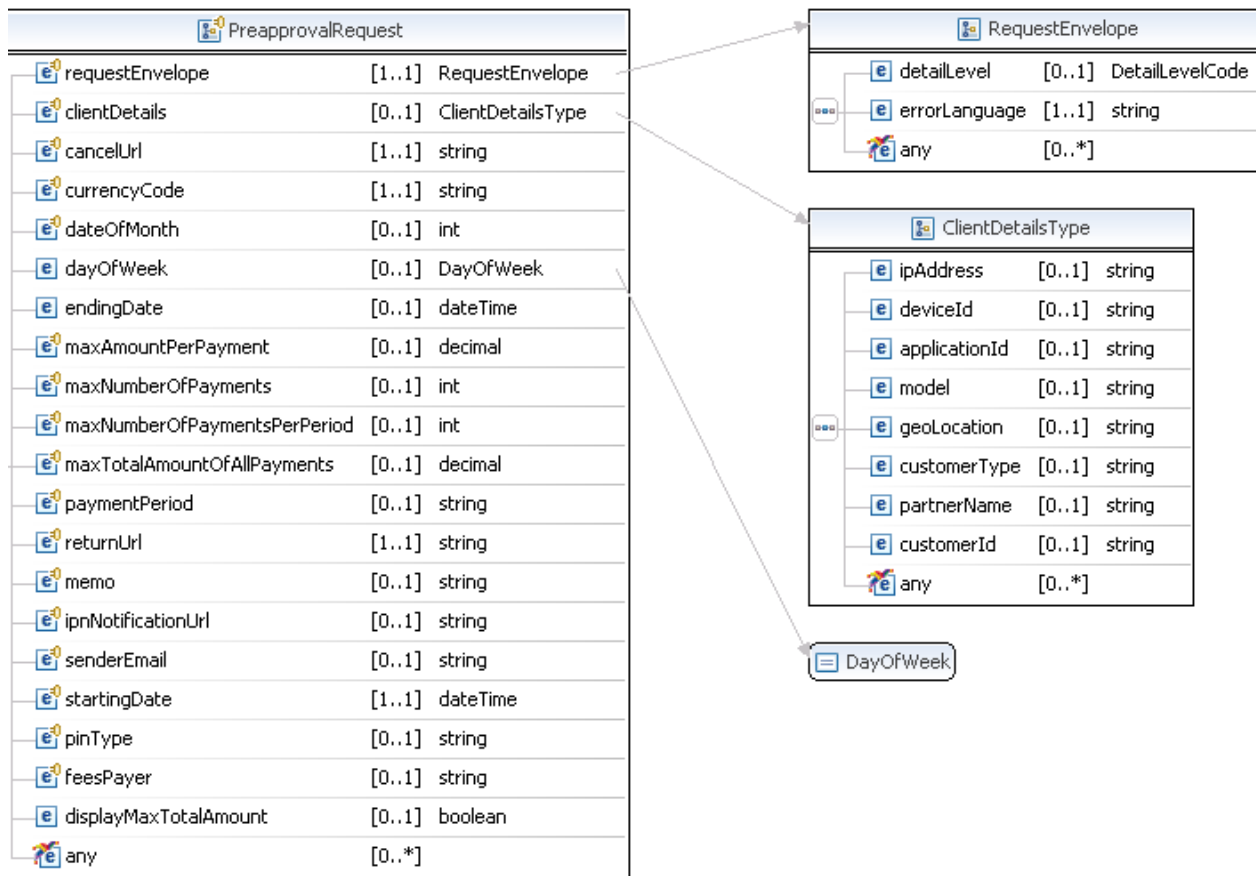 PreapprovalRequest
requestEnvelope [1..1] RequestEnvelope
clientDetails [0..1] ClientDetailsType
cancelUrl [1..1] string
currencyCode [1..1] string
dateOfMonth [0..1] int
dayOfWeek [0..1] DayOfWeek
endingDate [0..1] dateTime
maxAmountPerPayment [0..1] decimal
maxNumberOfPayments [0..1] int
maxNumberOfPaymentsPerPeriod [0..1] int
maxTotalAmountOfAllPayments [0..1] decimal
paymentPeriod [0..1] string
returnUrl [1..1] string
memo [0..1] string
ipnNotificationUrl [0..1] string
senderEmail [0..1] string
startingDate [1..1] dateTime
pinType [0..1] string
feesPayer [0..1] string
displayMaxTotalAmount [0..1] boolean
any [0..*]
RequestEnvelope
detailLevel [0..1] DetailLevelCode
errorLanguage [1..1] string
any [0..*]
ClientDetailsType
ipAddress [0..1] string
deviceId [0..1] string
applicationId [0..1] string
model [0..1] string
geoLocation [0..1] string
customerType [0..1] string
partnerName [0..1] string
customerId [0..1] string
any [0..*]
DayOfWeek